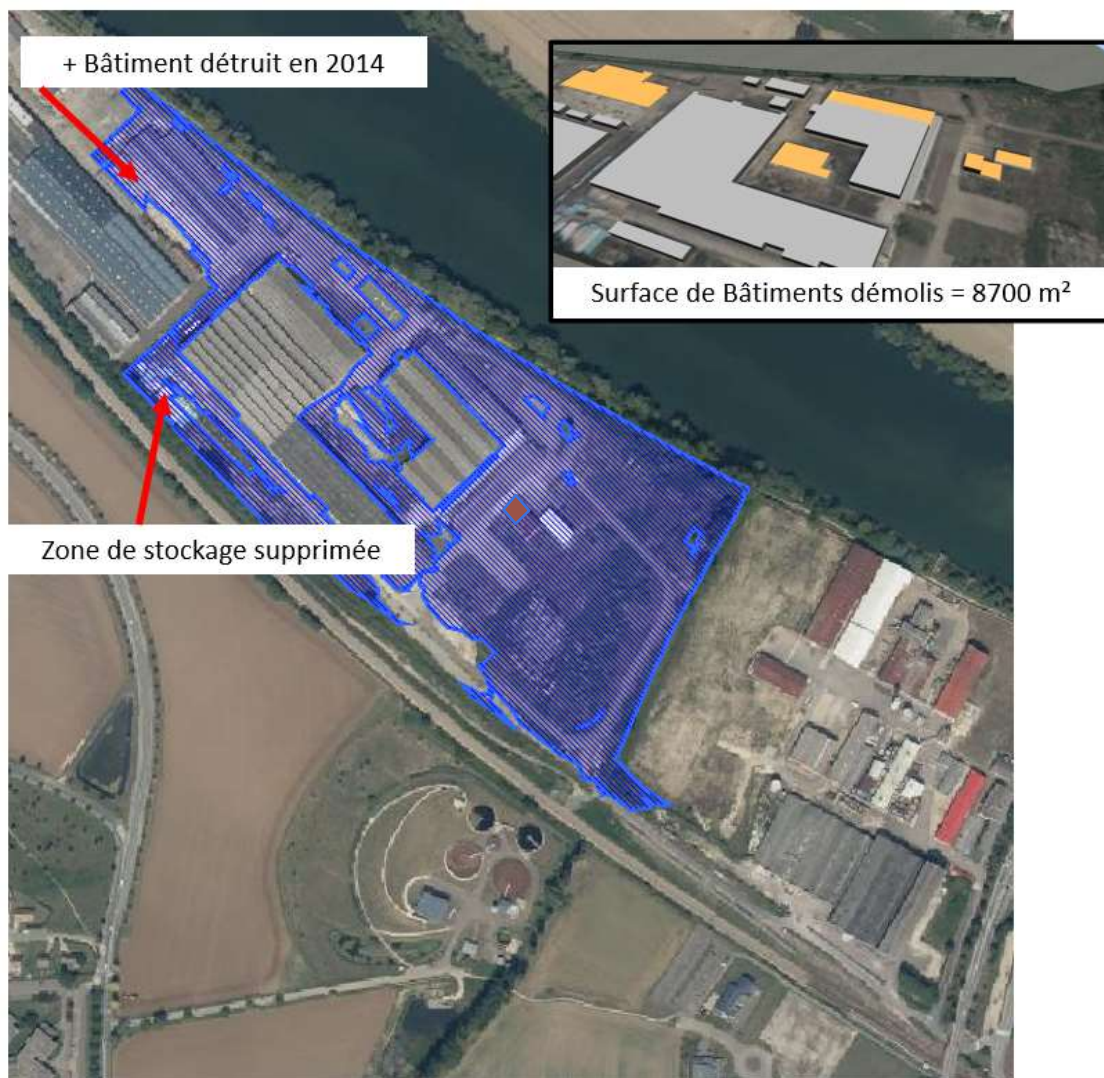 + Bâtiment détruit en 2014
Surface de Bâtiments démolis = 8700 m²
Zone de stockage supprimée